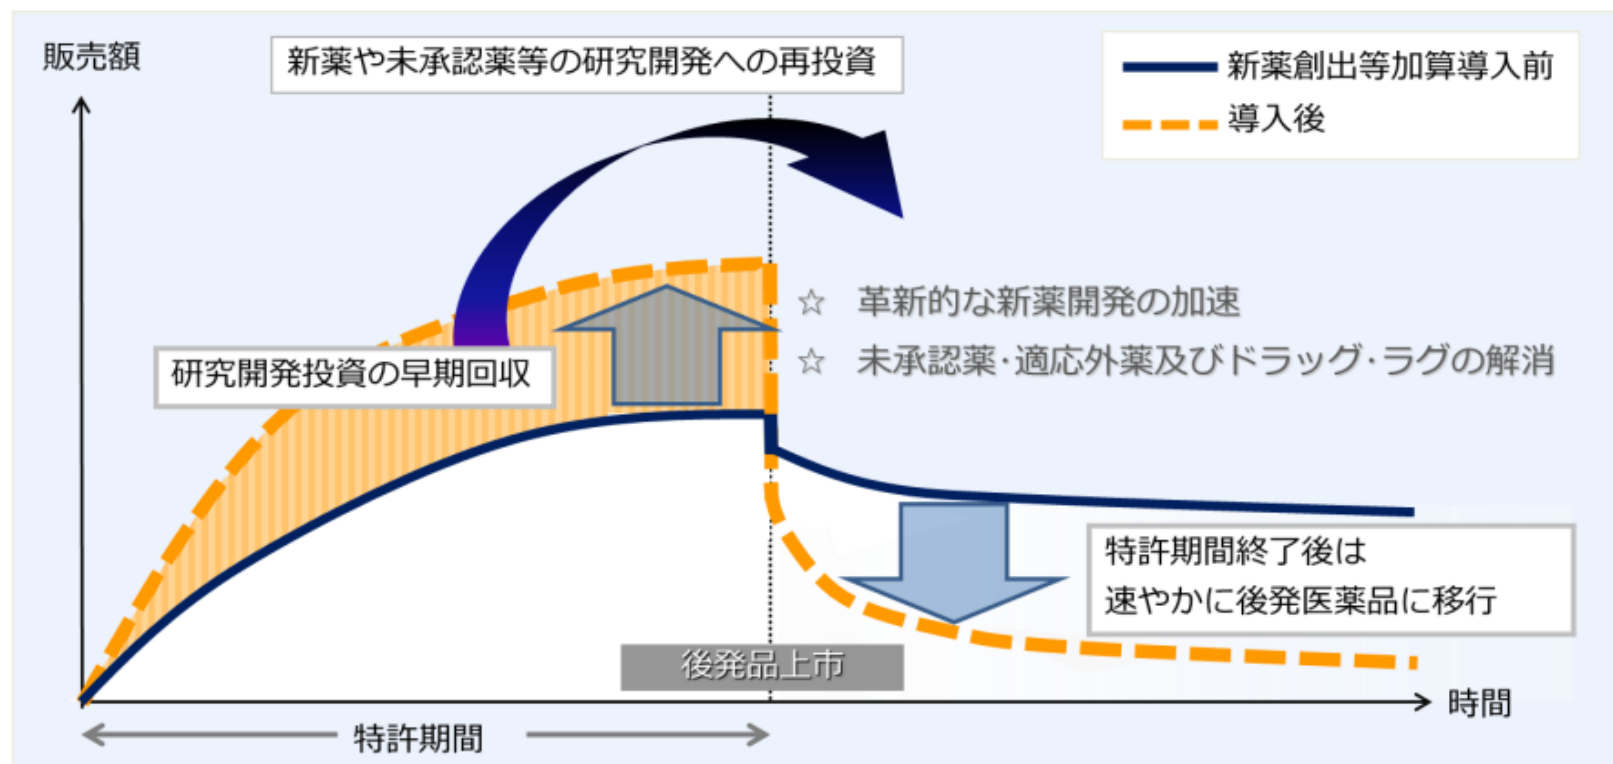 販売額
新薬や未承認薬等の研究開発への再投資
新薬創出等加算導入前
導入後
☆ 革新的な新薬開発の加速
☆ 未承認薬・適応外薬及びドラッグ・ラグの解消
研究開発投資の早期回収
特許期間終了後は
速やかに後発医薬品に移行
後発品上市
時間
特許期間